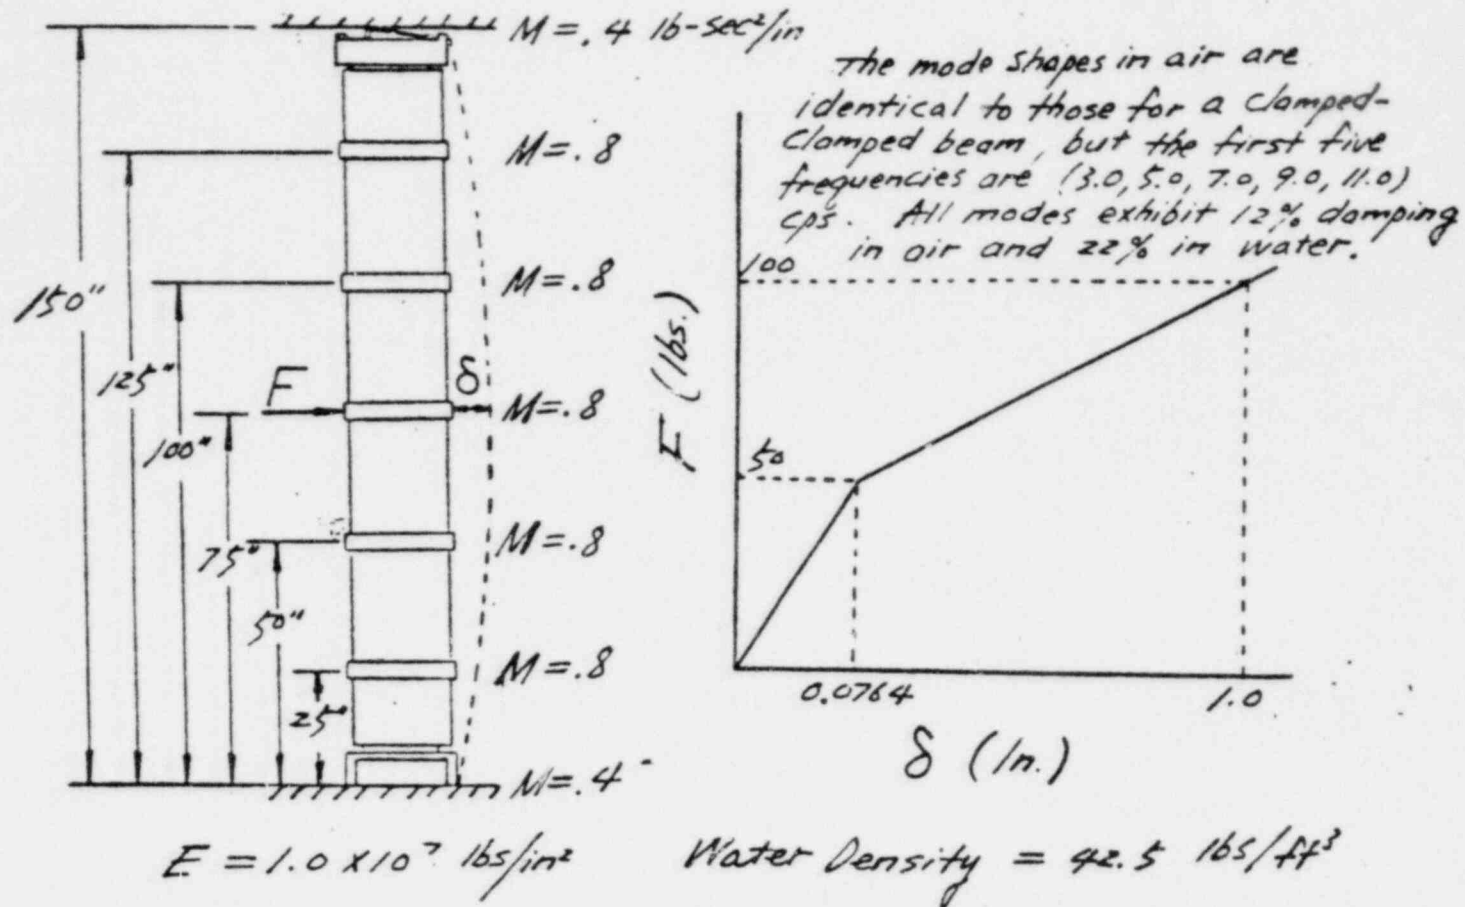 M = .4 lb-sec²/in
The mode shapes in air are
identical to those for a Clamped-
Clamped beam, but the first five
frequencies are (3.0, 5.0, 7.0, 9.0, 11.0)
cps. All modes exhibit 12% damping
in air and 22% in water.
M = .8
M = .8
M = .8
M = .8
M = .8
M = .4
150"
125"
100"
75"
50"
25"
F
δ
F (lbs.)
100
50
0.0764
1.0
δ (in.)
E = 1.0 x 10⁷ lbs/in²
Water Density = 42.5 lbs/ft³